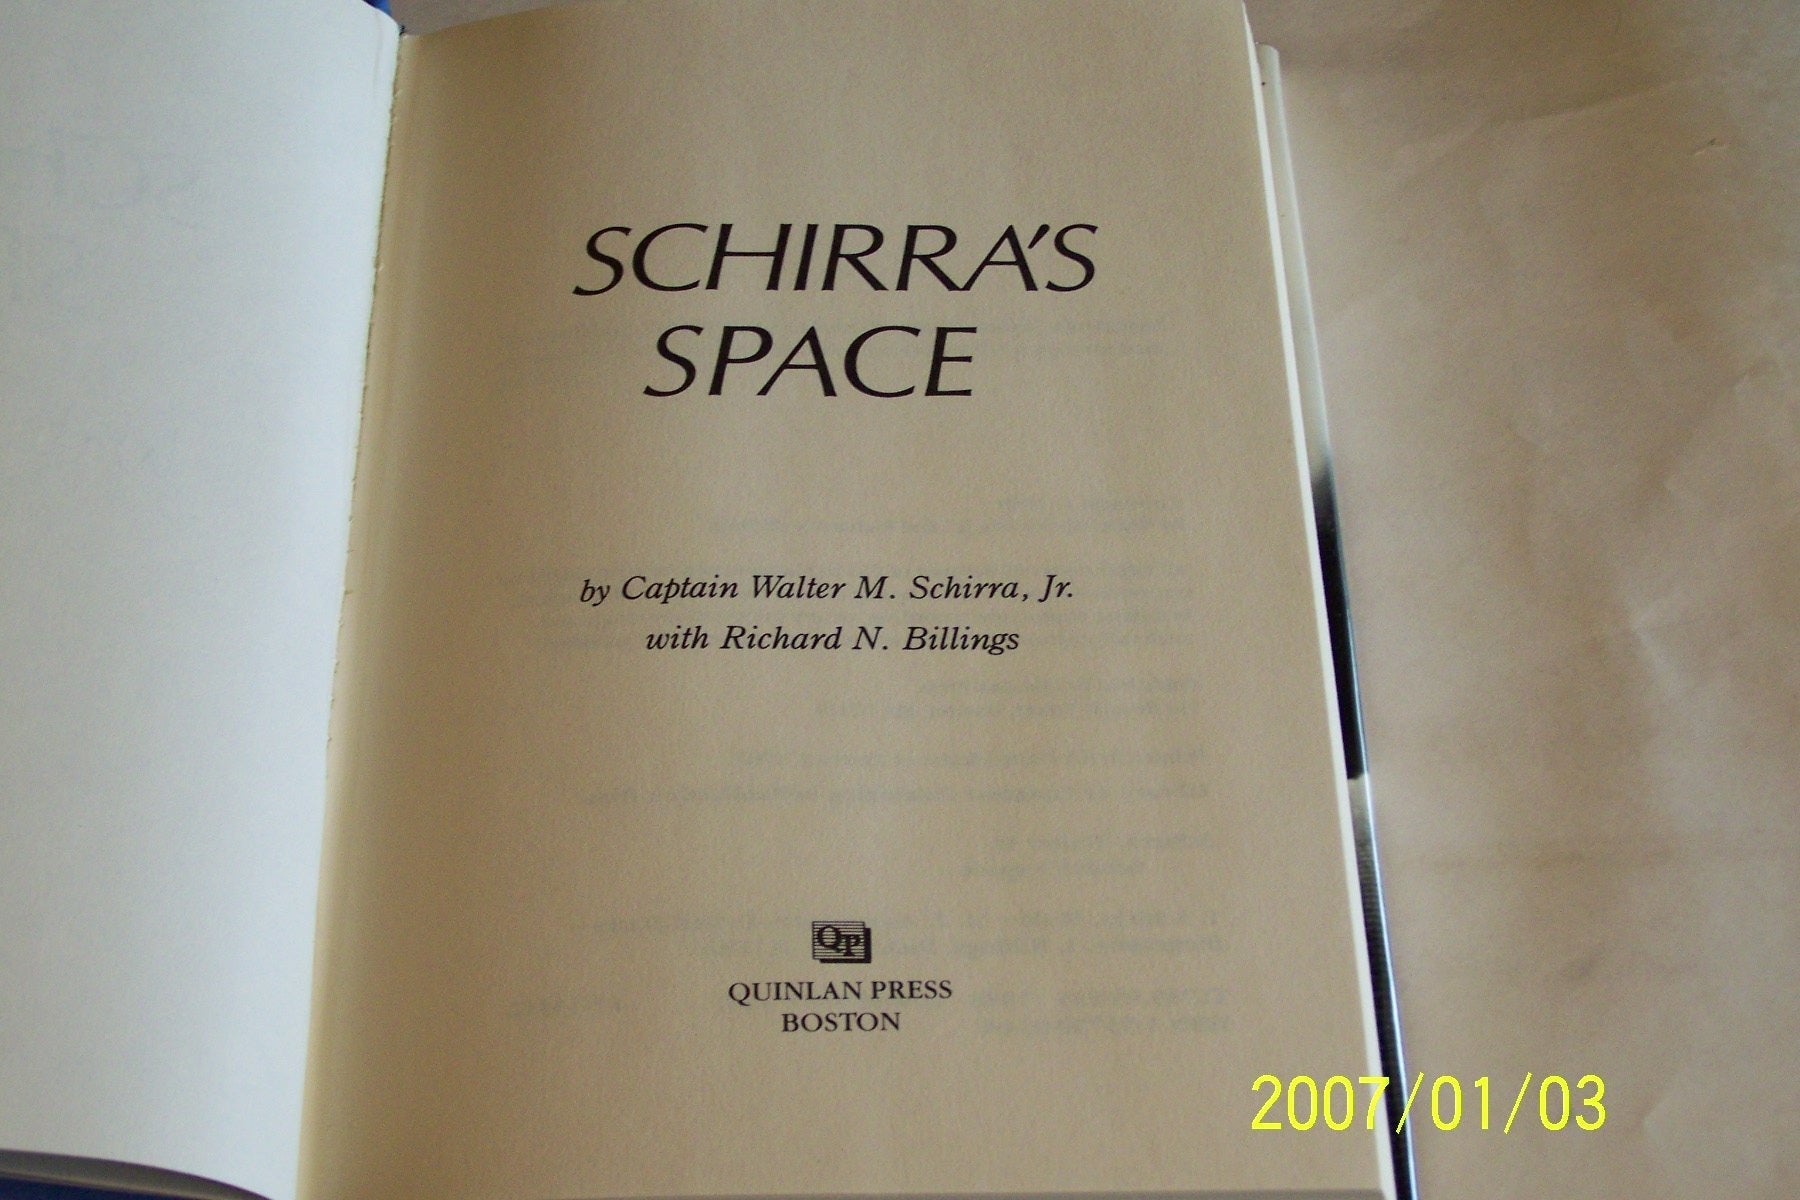 SCHIRRA'S
SPACE
by Captain Walter M. Schirra, Jr.
with Richard N. Billings
QP
QUINLAN PRESS
BOSTON
2007/01/03